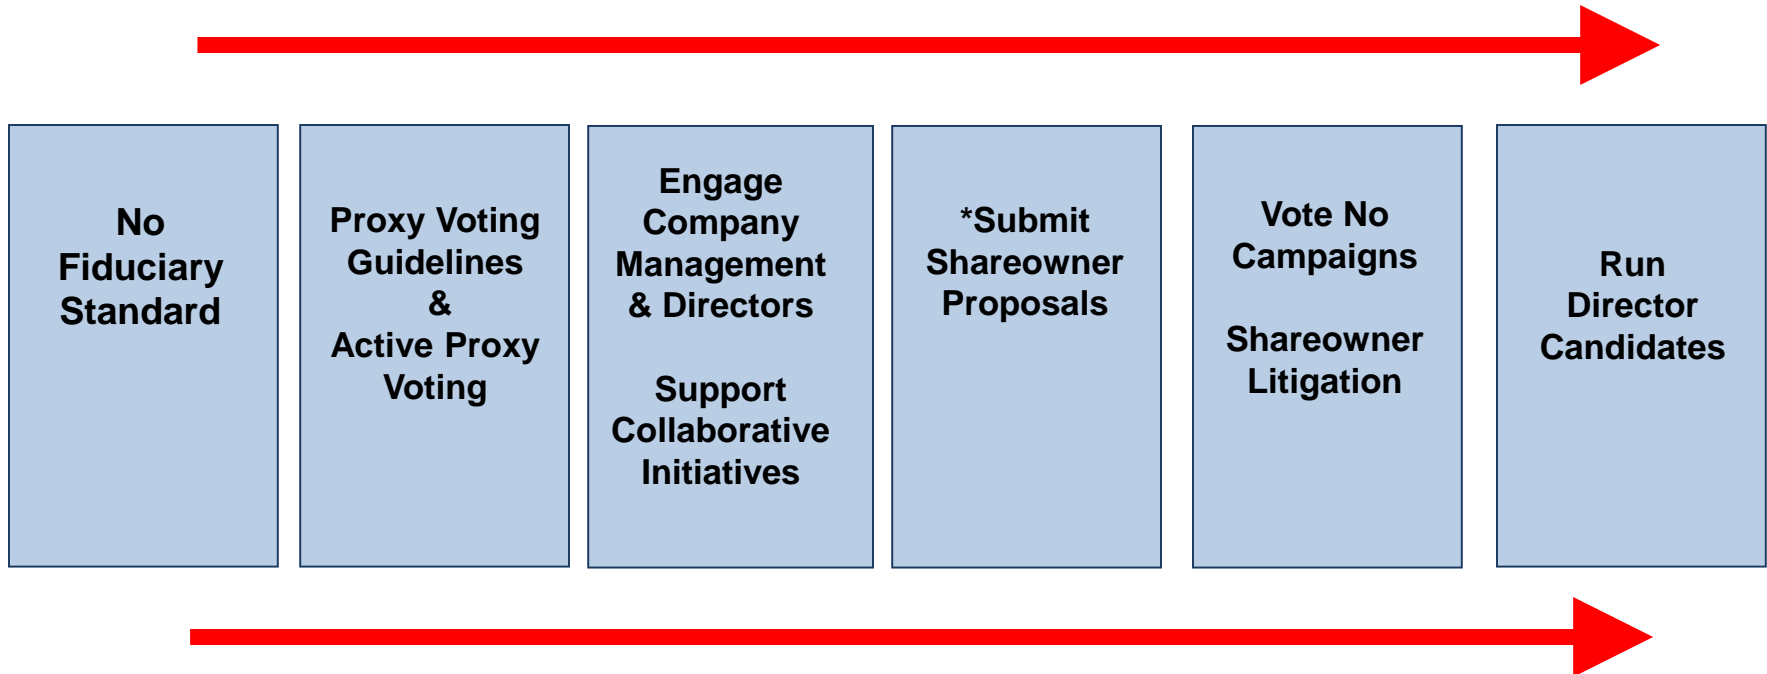 No
Fiduciary
Standard
Proxy Voting
Guidelines
&
Active Proxy
Voting
Engage
Company
Management
& Directors
Support
Collaborative
Initiatives
*Submit
Shareowner
Proposals
Vote No
Campaigns
Shareowner
Litigation
Run
Director
Candidates